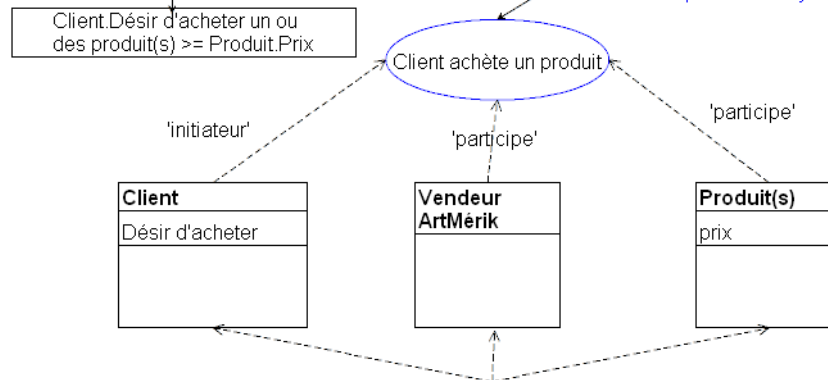 Client.Désir d'acheter un ou
des produit(s) >= Produit.Prix
Client achète un produit
'initiateur'
'participe'
'participe'
Client
Désir d'acheter
Vendeur
ArtMérik
Produit(s)
prix